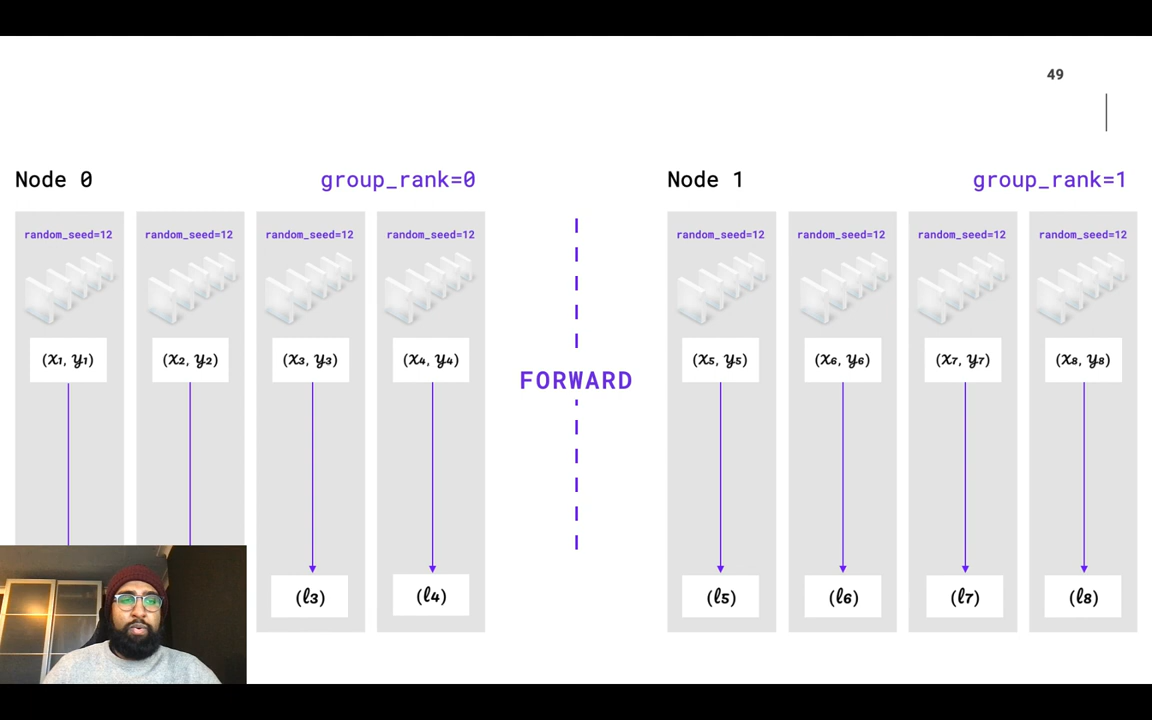 49
Node 0 group_rank=0
Node 1 group_rank=1
random_seed=12 random_seed=12 random_seed=12 random_seed=12
random_seed=12 random_seed=12 random_seed=12 random_seed=12
(x₁, y₁) (x₂, y₂) (x₃, y₃) (x₄, y₄)
(x₅, y₅) (x₆, y₆) (x₇, y₇) (x₈, y₈)
FORWARD
(ℓ₃) (ℓ₄)
(ℓ₅) (ℓ₆) (ℓ₇) (ℓ₈)